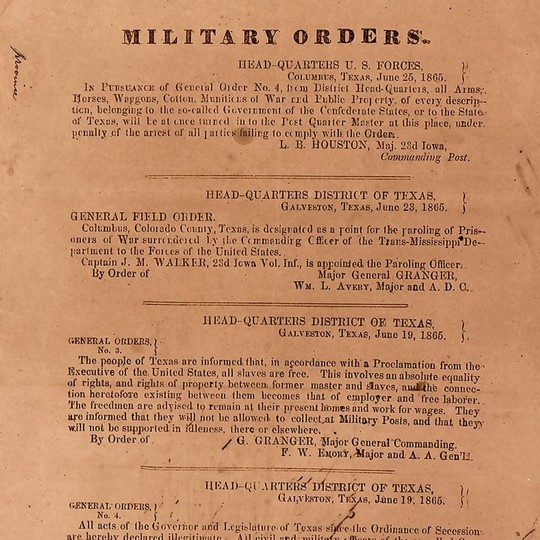 Province
MILITARY ORDERS.
HEAD-QUARTERS U. S. FORCES,
Columbus, Texas, June 25, 1865.
In Pursuance of General Order No. 4, from District Head-Quarters, all Arms,
Horses, Waggons, Cotton, Munitions of War and Public Property, of every descrip-
tion, belonging to the so-called Government of the Confederate States, or to the State
of Texas, will be at once turned in to the Post Quarter Master at this place, under
penalty of the arrest of all parties failing to comply with the Order.
L. B. HOUSTON, Maj. 23d Iowa,
Commanding Post.
HEAD-QUARTERS DISTRICT OF TEXAS,
Galveston, Texas, June 23, 1865.
GENERAL FIELD ORDER.
Columbus, Colorado County, Texas, is designated as a point for the paroling of Pris-
oners of War surrendered by the Commanding Officer of the Trans-Mississippi De-
partment to the Forces of the United States.
Captain J. M. WALKER, 23d Iowa Vol. Inf., is appointed the Paroling Officer.
By Order of Major General GRANGER,
Wm. L. Avery, Major and A. D. C.
HEAD-QUARTERS DISTRICT OF TEXAS,
Galveston, Texas, June 19, 1865.
GENERAL ORDERS,
No. 3.
The people of Texas are informed that, in accordance with a Proclamation from the
Executive of the United States, all slaves are free. This involves an absolute equality
of rights, and rights of property between former master and slaves, and the connec-
tion heretofore existing between them becomes that of employer and free laborer.
The freedmen are advised to remain at their present homes and work for wages. They
are informed that they will not be allowed to collect at Military Posts, and that they
will not be supported in idleness, there or elsewhere.
By Order of G. GRANGER, Major General Commanding.
F. W. Emory, Major and A. A. Gen'l.
HEAD-QUARTERS DISTRICT OF TEXAS,
Galveston, Texas, June 19, 1865.
GENERAL ORDERS,
No. 4.
All acts of the Governor and Legislature of Texas since the Ordinance of Secession
are hereby declared illegitimate. All civil and military officers of the so-called